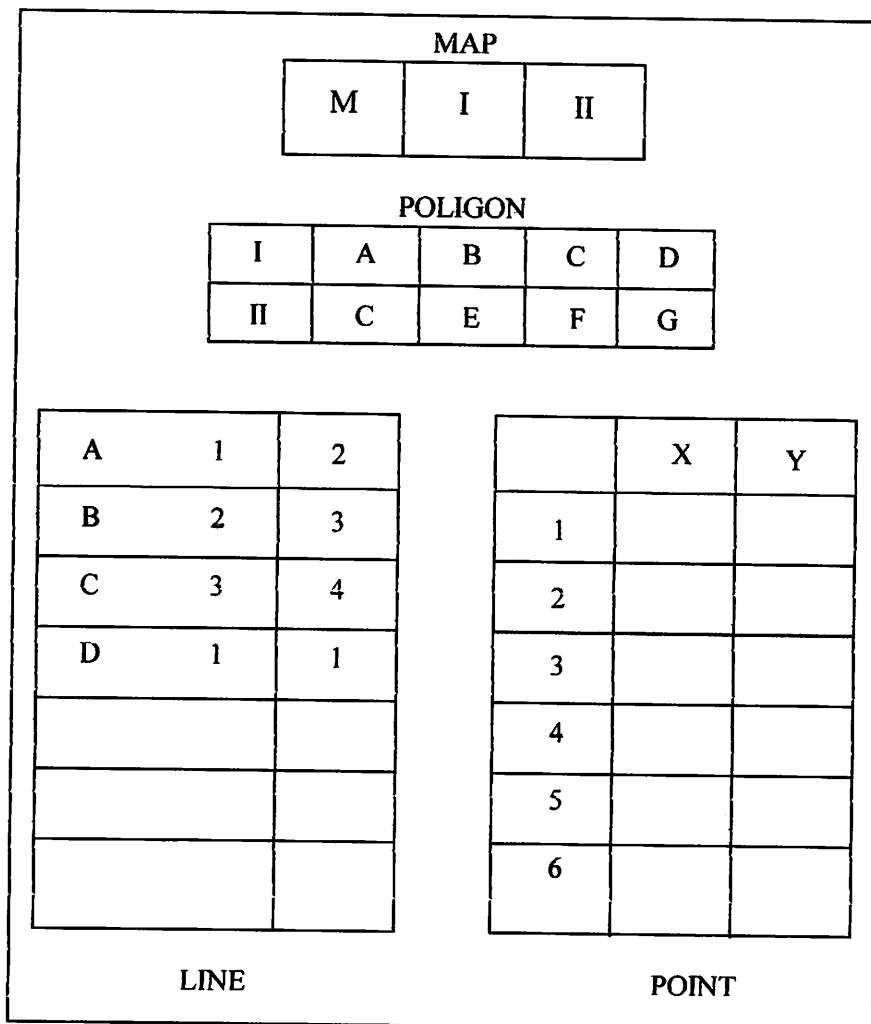 MAP
M I II
POLIGON
I A B C D
II C E F G
A 1 2
B 2 3
C 3 4
D 1 1
X Y
1
2
3
4
5
6
LINE
POINT